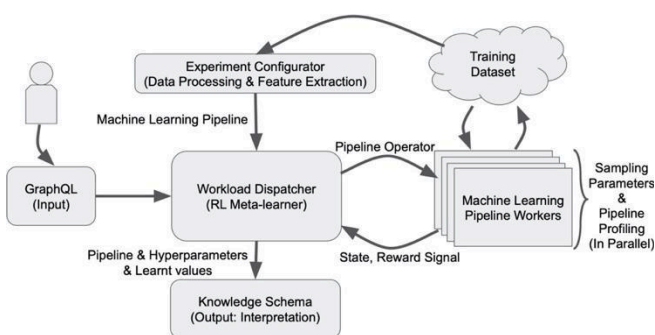 Experiment Configurator
(Data Processing & Feature Extraction)
Training
Dataset
Machine Learning Pipeline
Pipeline Operator
GraphQL
(Input)
Workload Dispatcher
(RL Meta-learner)
Machine Learning
Pipeline Workers
Sampling
Parameters
&
Pipeline
Profiling
(In Parallel)
Pipeline & Hyperparameters
& Learnt values
State, Reward Signal
Knowledge Schema
(Output: Interpretation)